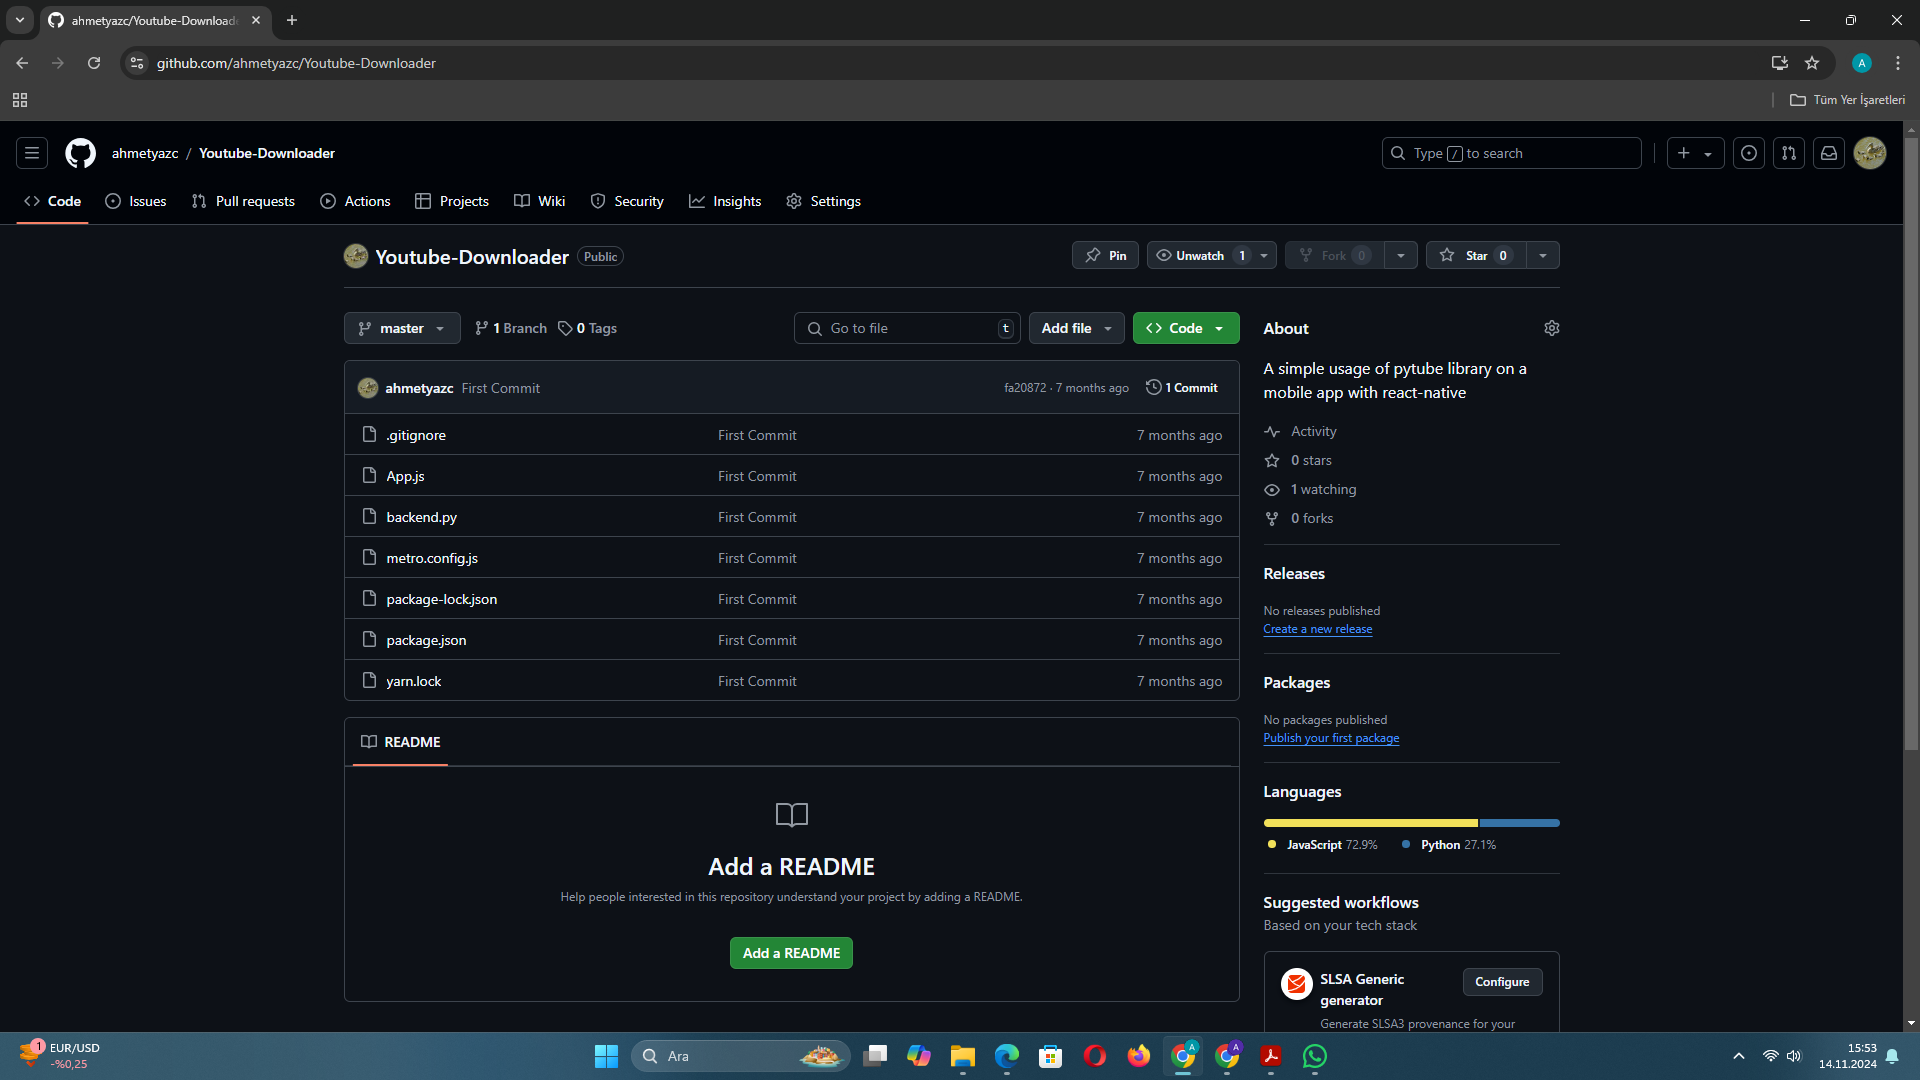 ahmetyazc/Youtube-Download
github.com/ahmetyazc/Youtube-Downloader
A
Tüm Yer İşaretleri
ahmetyazc / Youtube-Downloader
Type / to search
Code
Issues
Pull requests
Actions
Projects
Wiki
Security
Insights
Settings
Youtube-Downloader Public
Pin
Unwatch 1
Fork 0
Star 0
master
1 Branch
0 Tags
Go to file t
Add file
Code
ahmetyazc First Commit
fa20872 · 7 months ago
1 Commit
.gitignore First Commit 7 months ago
App.js First Commit 7 months ago
backend.py First Commit 7 months ago
metro.config.js First Commit 7 months ago
package-lock.json First Commit 7 months ago
package.json First Commit 7 months ago
yarn.lock First Commit 7 months ago
README
Add a README
Help people interested in this repository understand your project by adding a README.
Add a README
About
A simple usage of pytube library on a
mobile app with react-native
Activity
0 stars
1 watching
0 forks
Releases
No releases published
Create a new release
Packages
No packages published
Publish your first package
Languages
JavaScript 72.9% Python 27.1%
Suggested workflows
Based on your tech stack
SLSA Generic
generator
Configure
Generate SLSA3 provenance for your
1
EUR/USD
-%0,25
Ara
A
A
15:53
14.11.2024